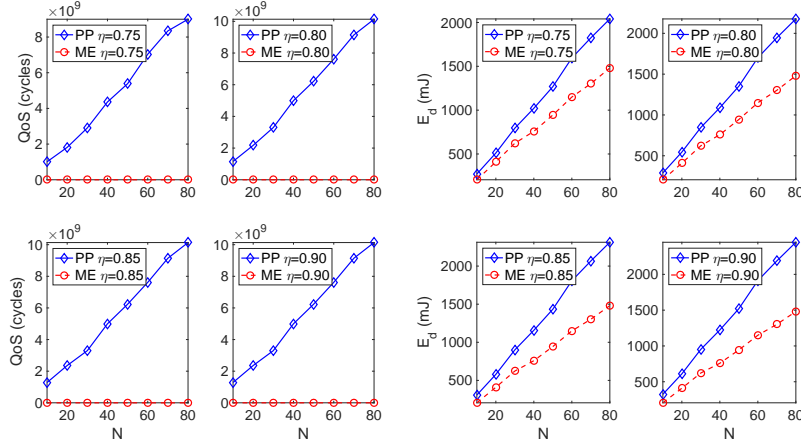 ×10⁹
QoS (cycles)
8
6
4
2
0
PP η=0.75
ME η=0.75
20 40 60 80
×10⁹
10
8
6
4
2
0
PP η=0.80
ME η=0.80
20 40 60 80
E_d (mJ)
2000
1500
1000
500
PP η=0.75
ME η=0.75
20 40 60 80
2000
1500
1000
500
PP η=0.80
ME η=0.80
20 40 60 80
×10⁹
QoS (cycles)
10
8
6
4
2
0
PP η=0.85
ME η=0.85
20 40 60 80
N
×10⁹
10
8
6
4
2
0
PP η=0.90
ME η=0.90
20 40 60 80
N
E_d (mJ)
2000
1500
1000
500
PP η=0.85
ME η=0.85
20 40 60 80
N
2000
1500
1000
500
PP η=0.90
ME η=0.90
20 40 60 80
N